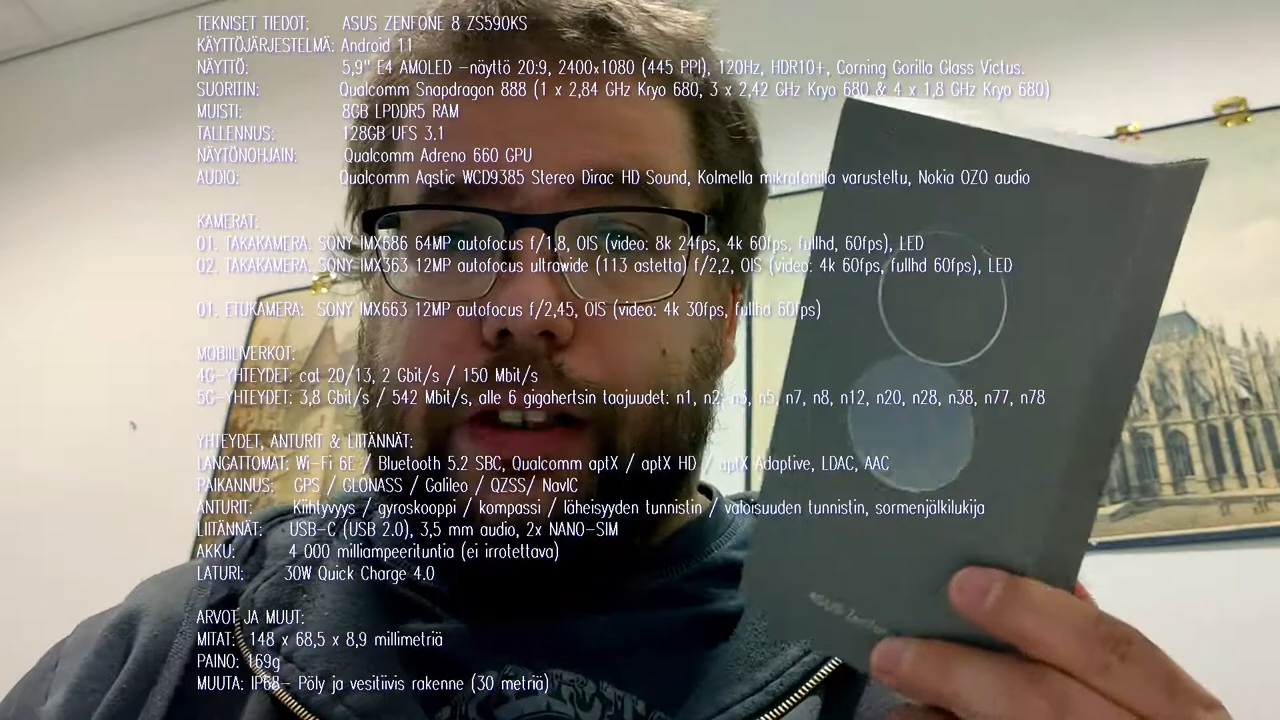 TEKNISET TIEDOT: ASUS ZENFONE 8 ZS590KS
KÄYTTÖJÄRJESTELMÄ: Android 11
NÄYTTÖ: 5,9" E4 AMOLED -näyttö 20:9, 2400x1080 (445 PPI), 120Hz, HDR10+, Corning Gorilla Glass Victus.
SUORITIN: Qualcomm Snapdragon 888 (1 x 2,84 GHz Kryo 680, 3 x 2,42 GHz Kryo 680 & 4 x 1,8 GHz Kryo 680)
MUISTI: 8GB LPDDR5 RAM
TALLENNUS: 128GB UFS 3.1
NÄYTÖNOHJAIN: Qualcomm Adreno 660 GPU
AUDIO: Qualcomm Aqstic WCD9385 Stereo Dirac HD Sound, Kolmella mikrofonilla varusteltu, Nokia OZO audio
KAMERAT:
01. TAKAKAMERA: SONY IMX686 64MP autofocus f/1,8, OIS (video: 8k 24fps, 4k 60fps, fullhd, 60fps), LED
02. TAKAKAMERA: SONY IMX363 12MP autofocus ultrawide (113 astetta) f/2,2, OIS (video: 4k 60fps, fullhd 60fps), LED
01. ETUKAMERA: SONY IMX663 12MP autofocus f/2,45, OIS (video: 4k 30fps, fullhd 60fps)
MOBIILIVERKOT:
4G-YHTEYDET: cat 20/13, 2 Gbit/s / 150 Mbit/s
5G-YHTEYDET: 3,8 Gbit/s / 542 Mbit/s, alle 6 gigahertsin taajuudet: n1, n2, n3, n5, n7, n8, n12, n20, n28, n38, n77, n78
YHTEYDET, ANTURIT & LIITÄNNÄT:
LANGATTOMAT: Wi-Fi 6E / Bluetooth 5.2 SBC, Qualcomm aptX / aptX HD / aptX Adaptive, LDAC, AAC
PAIKANNUS: GPS / GLONASS / Galileo / QZSS/ NavIC
ANTURIT: Kiihtyvyys / gyroskooppi / kompassi / läheisyyden tunnistin / valoisuuden tunnistin, sormenjälkilukija
LIITÄNNÄT: USB-C (USB 2.0), 3,5 mm audio, 2x NANO-SIM
AKKU: 4 000 milliampeerituntia (ei irrotettava)
LATURI: 30W Quick Charge 4.0
ARVOT JA MUUT:
MITAT: 148 x 68,5 x 8,9 millimetriä
PAINO: 169g
MUUTA: IP68- Pöly ja vesitiivis rakenne (30 metriä)
ASUS Zenfone